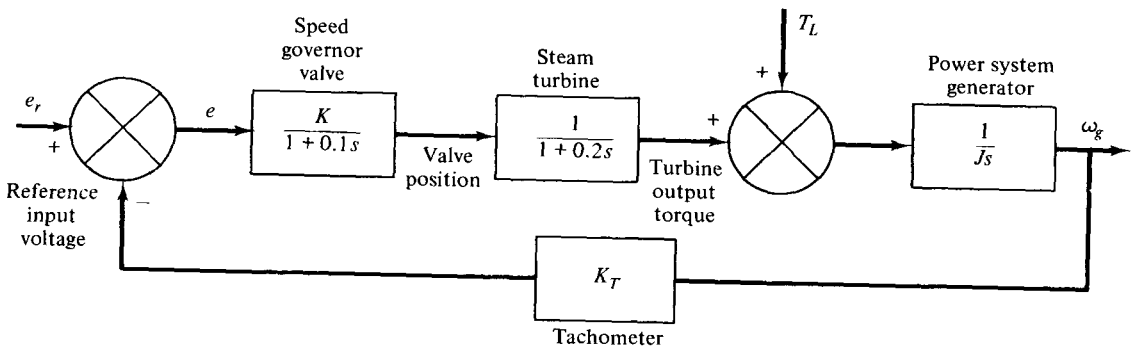 Speed
governor
valve
Steam
turbine
T_L
Power system
generator
e_r
+
e
K
1 + 0.1s
Valve
position
1
1 + 0.2s
+
Turbine
output
torque
+
1
Js
ω_g
Reference
input
voltage
−
K_T
Tachometer